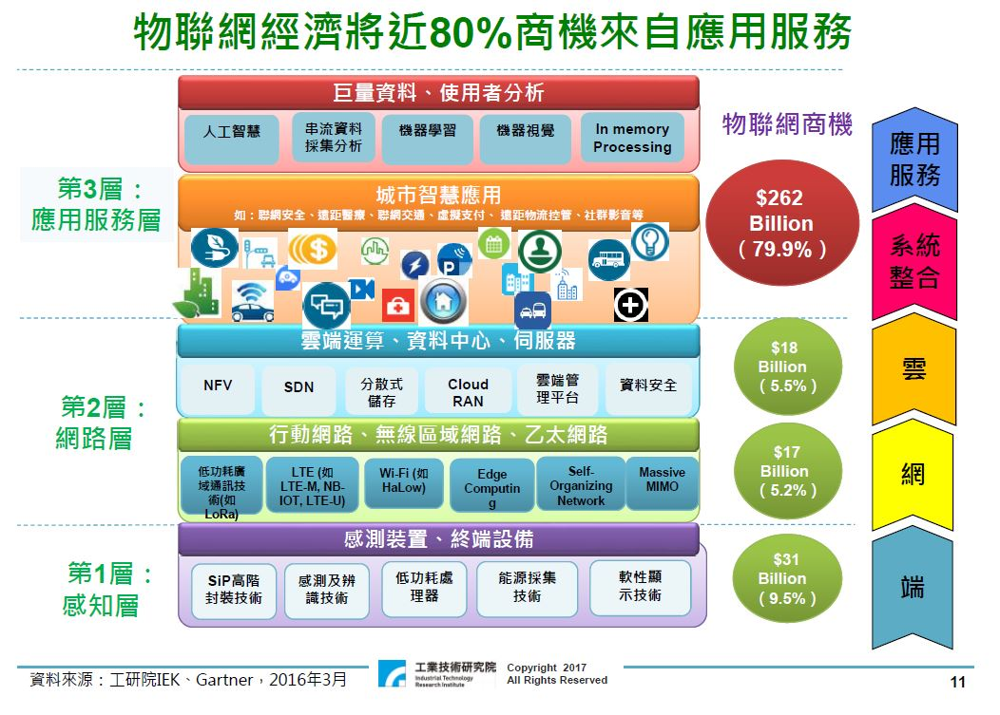 物聯網經濟將近80%商機來自應用服務
巨量資料、使用者分析
人工智慧
串流資料
採集分析
機器學習
機器視覺
In memory
Processing
物聯網商機
應用
服務
第3層：
應用服務層
城市智慧應用
如：聯網安全、遠距醫療、聯網交通、虛擬支付、遠距物流控管、社群影音等
$262
Billion
（79.9%）
系統
整合
P
雲端運算、資料中心、伺服器
NFV
SDN
分散式
儲存
Cloud
RAN
雲端管
理平台
資料安全
$18
Billion
（5.5%）
雲
第2層：
網路層
行動網路、無線區域網路、乙太網路
低功耗廣
域通訊技
術(如
LoRa)
LTE (如
LTE-M, NB-
IOT, LTE-U)
Wi-Fi (如
HaLow)
Edge
Computin
g
Self-
Organizing
Network
Massive
MIMO
$17
Billion
（5.2%）
網
第1層：
感知層
感測裝置、終端設備
SiP高階
封裝技術
感測及辨
識技術
低功耗處
理器
能源採集
技術
軟性顯
示技術
$31
Billion
（9.5%）
端
資料來源：工研院IEK、Gartner，2016年3月
工業技術研究院
Industrial Technology
Research Institute
Copyright 2017
All Rights Reserved
11